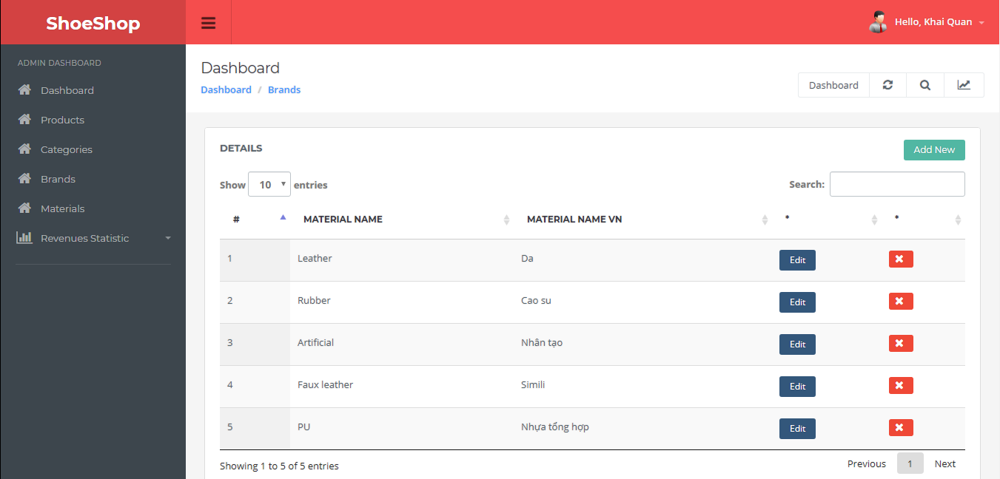 ShoeShop
Hello, Khai Quan
ADMIN DASHBOARD
Dashboard
Products
Categories
Brands
Materials
Revenues Statistic
Dashboard
Dashboard / Brands
Dashboard
DETAILS
Add New
Show 10 entries
Search:
# MATERIAL NAME MATERIAL NAME VN * *
1 Leather Da Edit
2 Rubber Cao su Edit
3 Artificial Nhân tạo Edit
4 Faux leather Simili Edit
5 PU Nhựa tổng hợp Edit
Showing 1 to 5 of 5 entries
Previous 1 Next